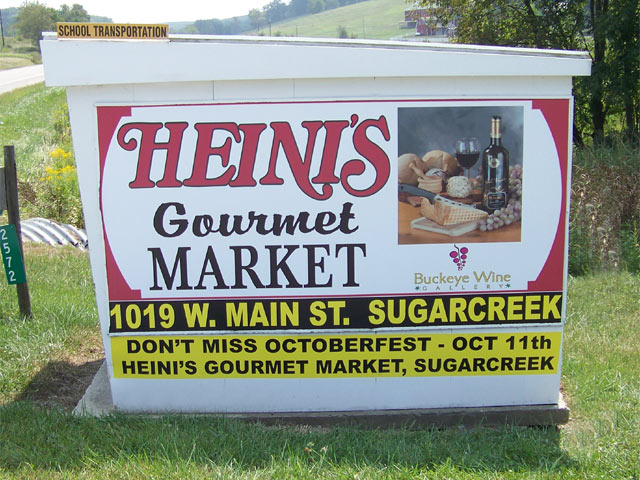 SCHOOL TRANSPORTATION
HEINI'S
Gourmet
MARKET
Buckeye Wine
GALLERY
1019 W. MAIN ST. SUGARCREEK
DON'T MISS OCTOBERFEST - OCT 11th
HEINI'S GOURMET MARKET, SUGARCREEK
2572